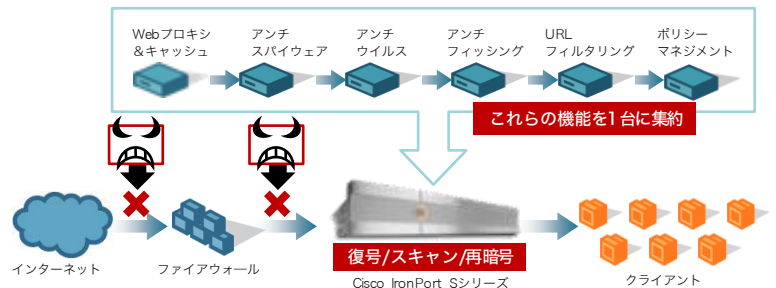 Webプロキシ
＆キャッシュ
アンチ
スパイウェア
アンチ
ウイルス
アンチ
フィッシング
URL
フィルタリング
ポリシー
マネジメント
これらの機能を1台に集約
復号/スキャン/再暗号
インターネット
ファイアウォール
Cisco IronPort Sシリーズ
クライアント